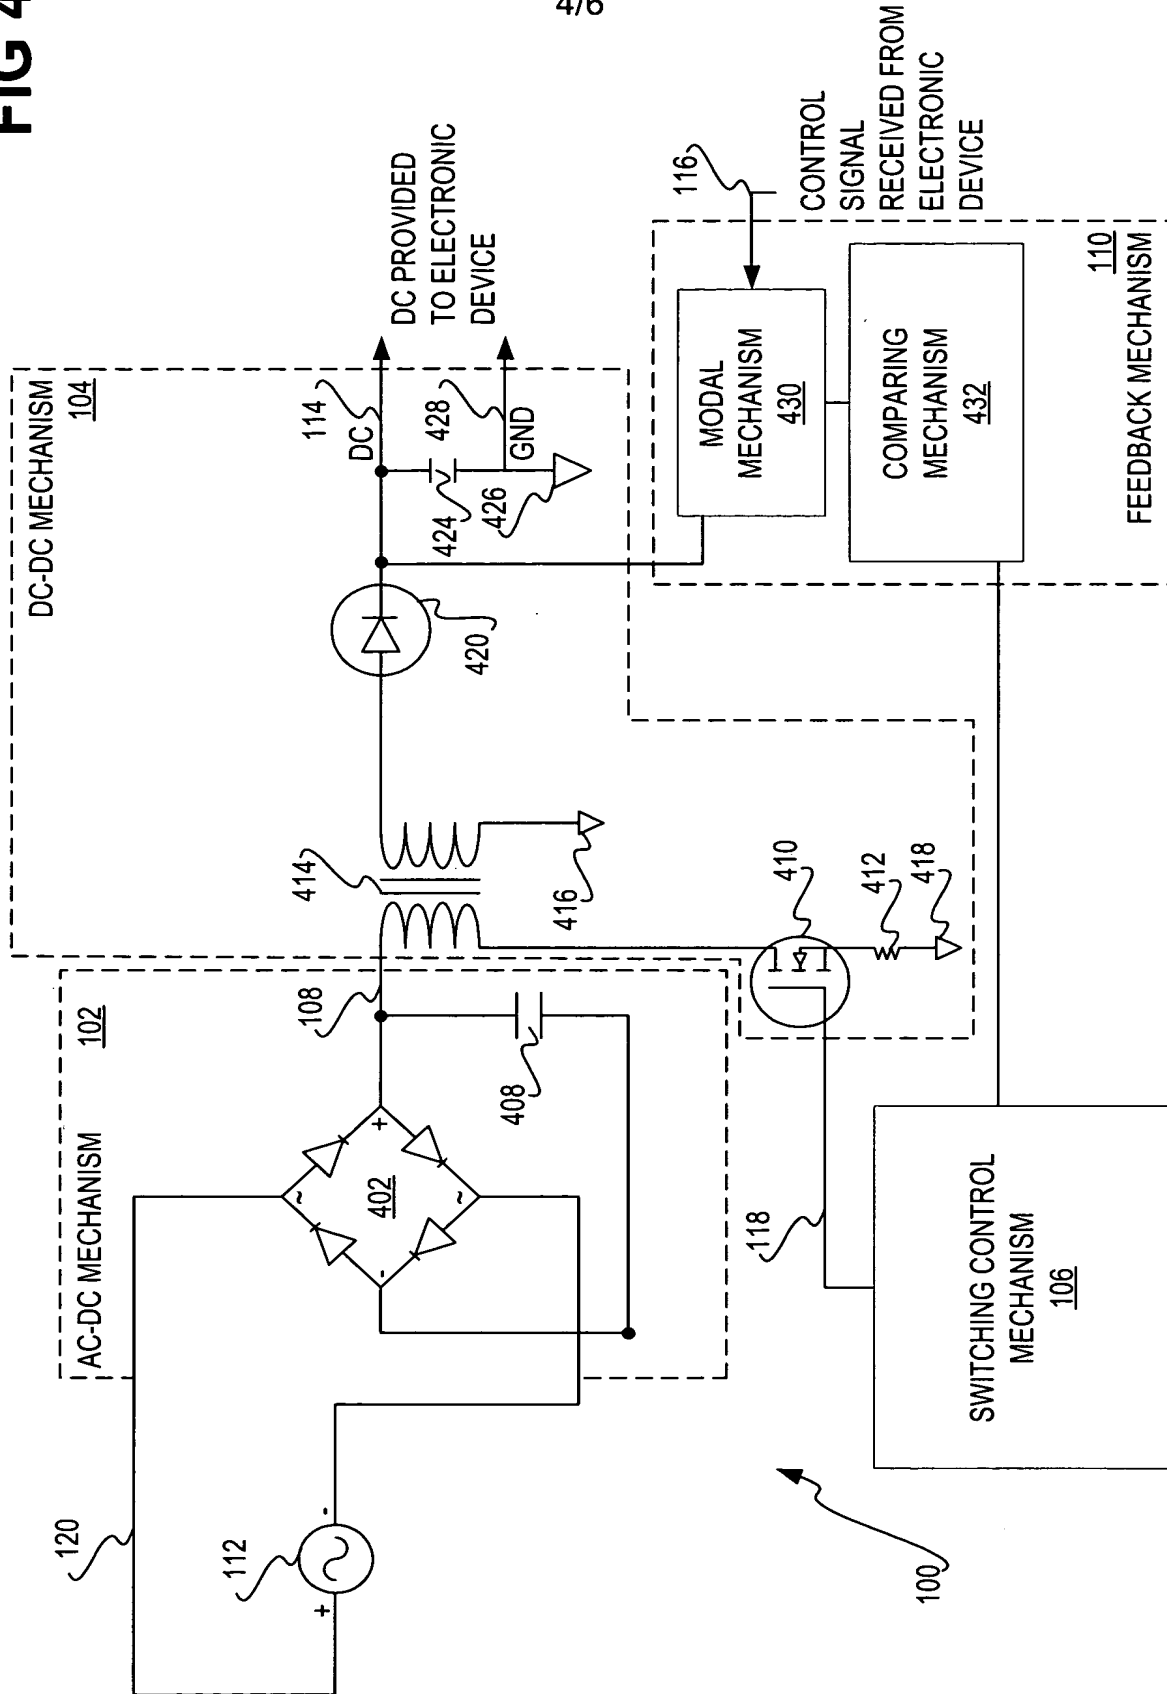 4/6
FIG 4
DC-DC MECHANISM
104
114
DC
428
GND
424
426
420
DC PROVIDED
TO ELECTRONIC
DEVICE
116
CONTROL
SIGNAL
RECEIVED FROM
ELECTRONIC
DEVICE
MODAL
MECHANISM
430
COMPARING
MECHANISM
432
110
FEEDBACK MECHANISM
414
416
410
412
418
AC-DC MECHANISM
102
108
408
402
+
-
~
~
120
112
+
-
118
SWITCHING CONTROL
MECHANISM
106
100